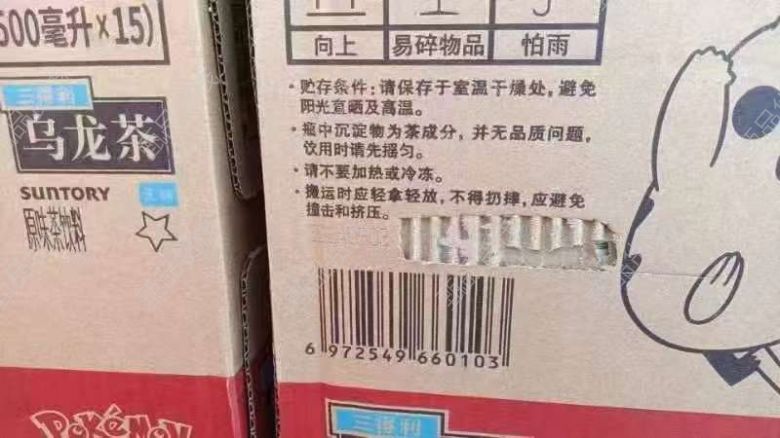 500毫升×15)
三得利
乌龙茶
SUNTORY
无糖
原味茶饮料
POKéMON
向上
易碎物品
怕雨
·贮存条件:请保存于室温干燥处,避免
阳光直晒及高温。
·瓶中沉淀物为茶成分,并无品质问题,
饮用时请先摇匀。
·请不要加热或冷冻。
·搬运时应轻拿轻放,不得扔摔,应避免
撞击和挤压。
6 972549 660103
三得利